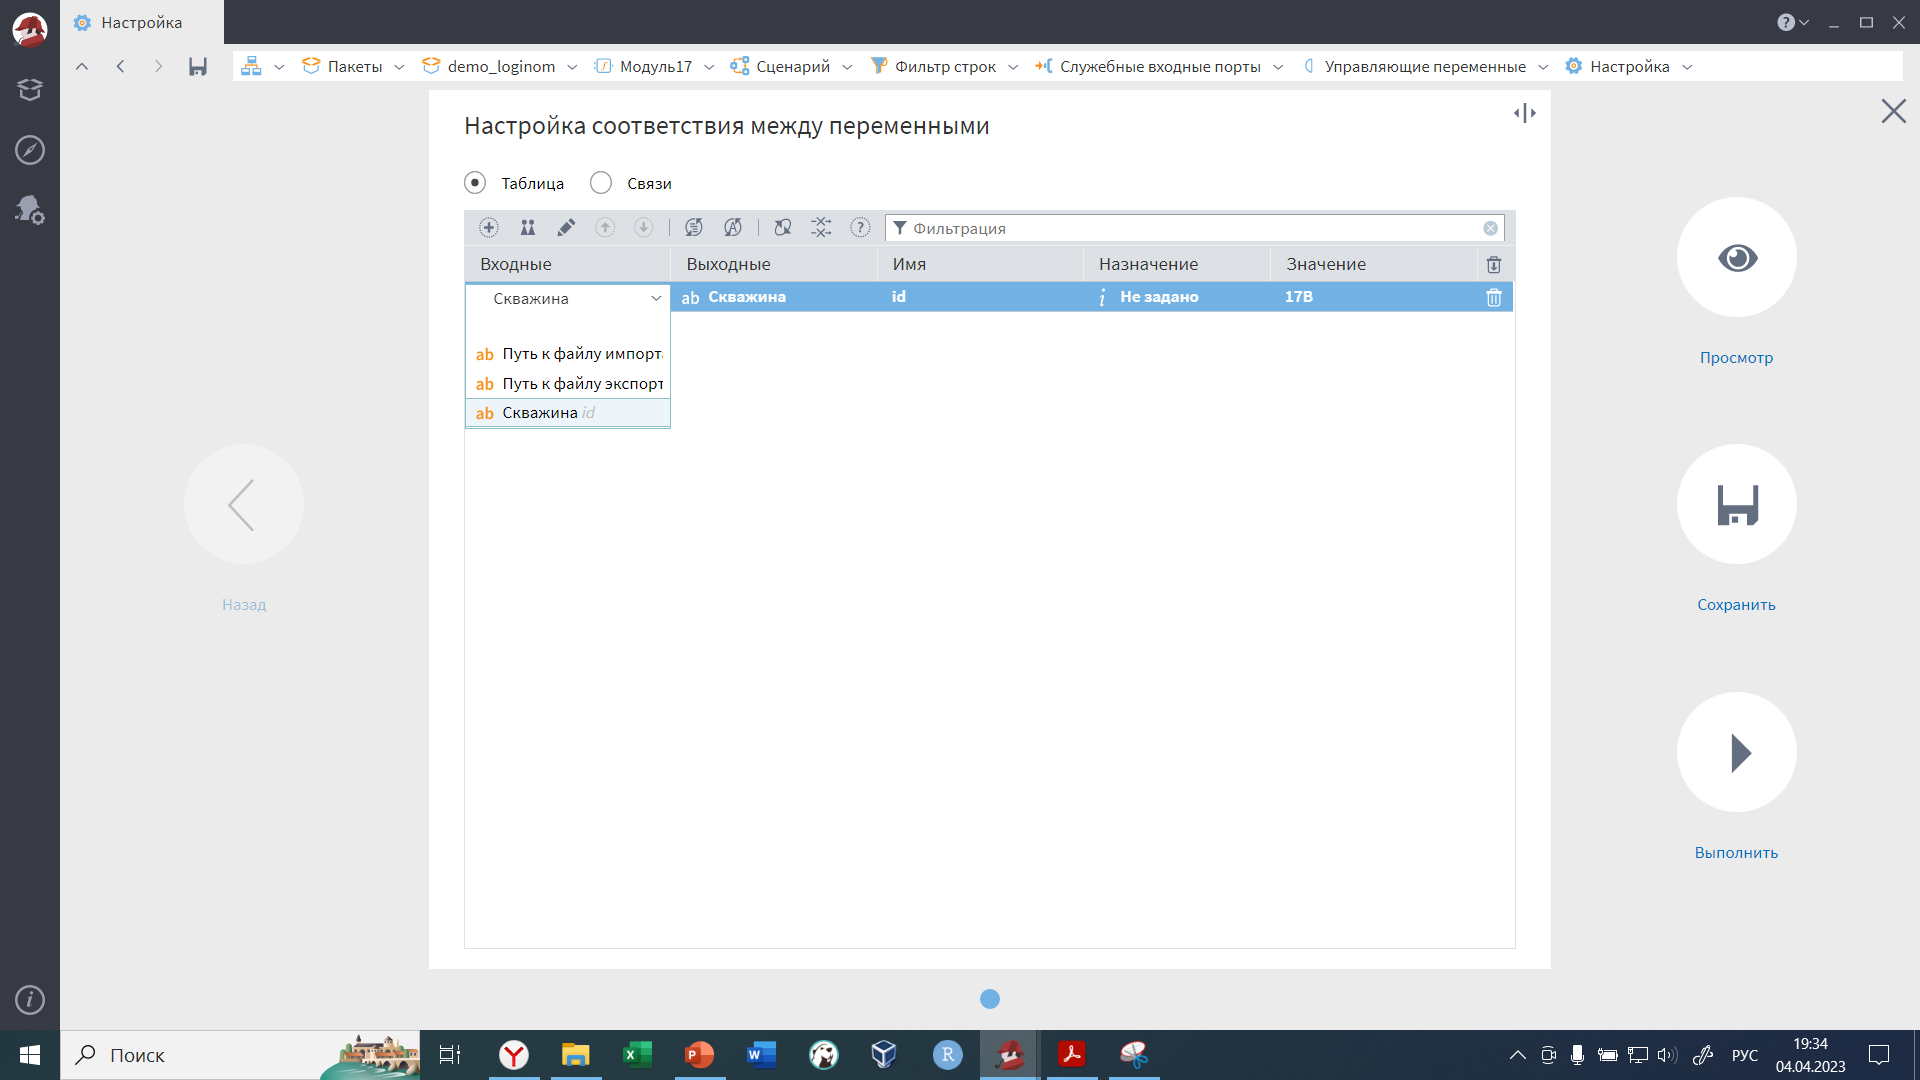 Настройка
Пакеты demo_loginom Модуль17 Сценарий Фильтр строк Служебные входные порты Управляющие переменные Настройка
Настройка соответствия между переменными
Таблица Связи
Фильтрация
Входные Выходные Имя Назначение Значение
Скважина ab Скважина id i Не задано 17В
ab Путь к файлу импорт
ab Путь к файлу экспорт
ab Скважина id
Назад
Просмотр
Сохранить
Выполнить
Поиск
РУС
19:34
04.04.2023